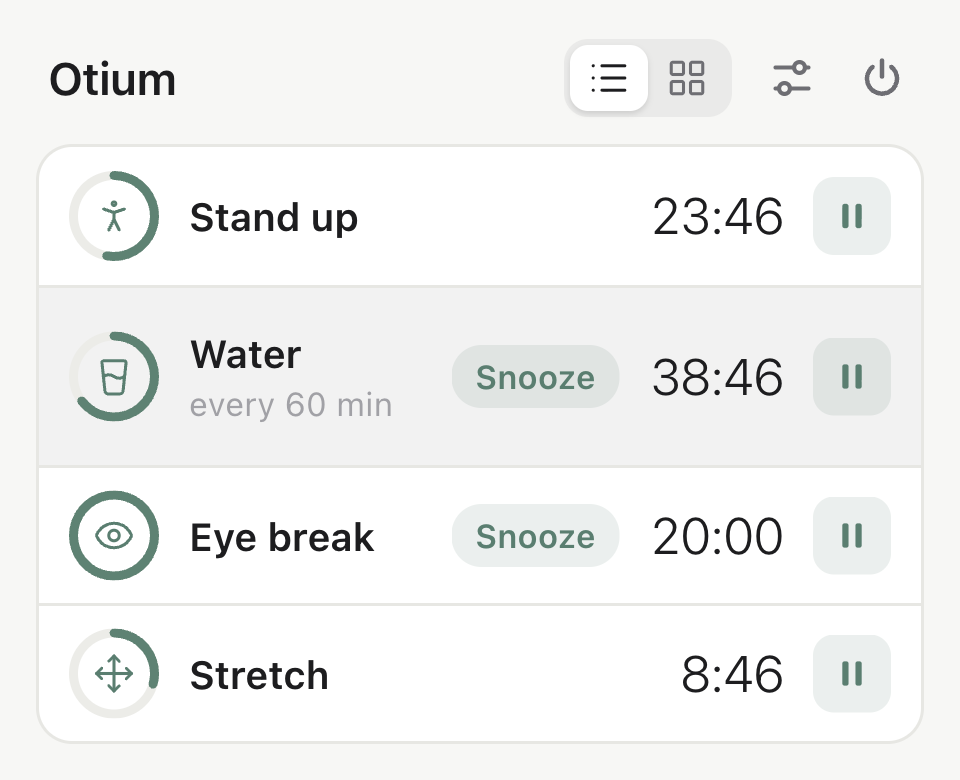 Otium
Stand up 23:46
Water
every 60 min
Snooze 38:46
Eye break Snooze 20:00
Stretch 8:46